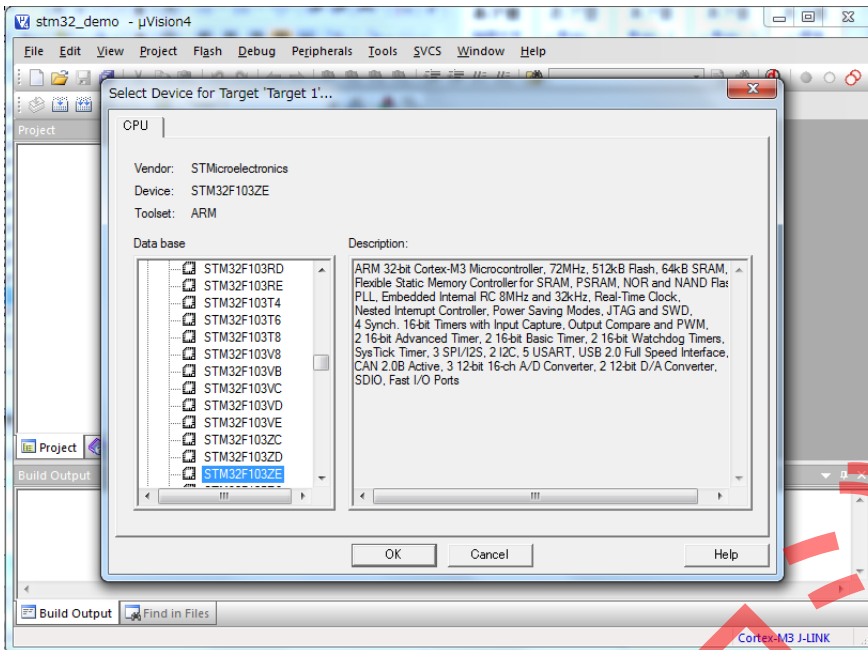 stm32_demo - µVision4
File Edit View Project Flash Debug Peripherals Tools SVCS Window Help
Select Device for Target 'Target 1'...
Project
CPU
Vendor: STMicroelectronics
Device: STM32F103ZE
Toolset: ARM
Data base
STM32F103RD
STM32F103RE
STM32F103T4
STM32F103T6
STM32F103T8
STM32F103V8
STM32F103VB
STM32F103VC
STM32F103VD
STM32F103VE
STM32F103ZC
STM32F103ZD
STM32F103ZE
Description:
ARM 32-bit Cortex-M3 Microcontroller, 72MHz, 512kB Flash, 64kB SRAM,
Flexible Static Memory Controller for SRAM, PSRAM, NOR and NAND Flas
PLL, Embedded Internal RC 8MHz and 32kHz, Real-Time Clock,
Nested Interrupt Controller, Power Saving Modes, JTAG and SWD,
4 Synch. 16-bit Timers with Input Capture, Output Compare and PWM,
2 16-bit Advanced Timer, 2 16-bit Basic Timer, 2 16-bit Watchdog Timers,
SysTick Timer, 3 SPI/I2S, 2 I2C, 5 USART, USB 2.0 Full Speed Interface,
CAN 2.0B Active, 3 12-bit 16-ch A/D Converter, 2 12-bit D/A Converter,
SDIO, Fast I/O Ports
Project
Build Output
OK Cancel Help
Build Output Find in Files
Cortex-M3 J-LINK